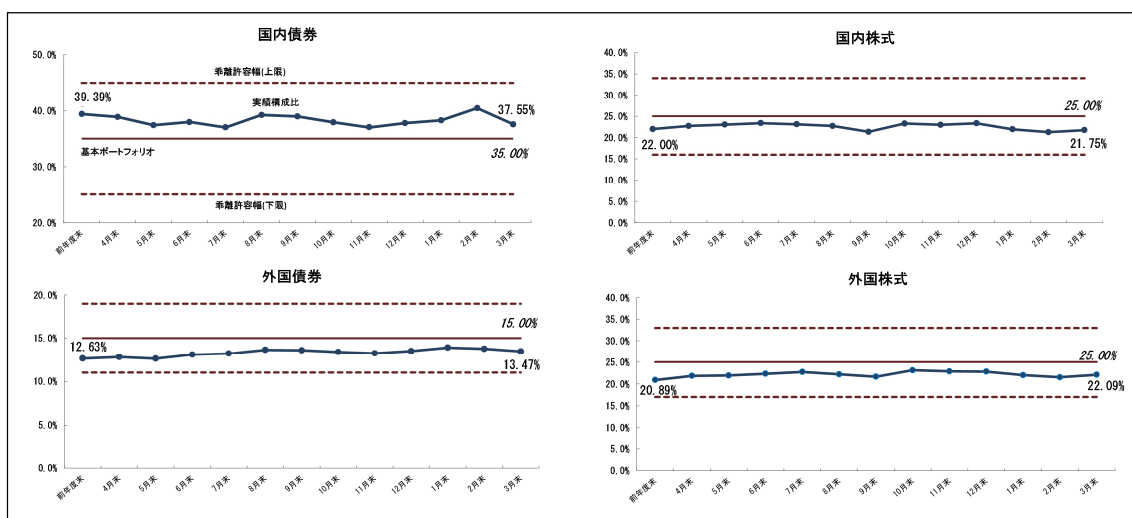 国内債券
50.0%
40.0%
30.0%
20.0%
乖離許容幅(上限)
39.39%
実績構成比
37.55%
基本ポートフォリオ
35.00%
乖離許容幅(下限)
前年度末
4月末
5月末
6月末
7月末
8月末
9月末
10月末
11月末
12月末
1月末
2月末
3月末
国内株式
40.0%
35.0%
30.0%
25.0%
20.0%
15.0%
10.0%
5.0%
0.0%
25.00%
22.00%
21.75%
前年度末
4月末
5月末
6月末
7月末
8月末
9月末
10月末
11月末
12月末
1月末
2月末
3月末
外国債券
20.0%
15.0%
10.0%
5.0%
0.0%
15.00%
12.63%
13.47%
前年度末
4月末
5月末
6月末
7月末
8月末
9月末
10月末
11月末
12月末
1月末
2月末
3月末
外国株式
40.0%
35.0%
30.0%
25.0%
20.0%
15.0%
10.0%
5.0%
0.0%
25.00%
20.89%
22.09%
前年度末
4月末
5月末
6月末
7月末
8月末
9月末
10月末
11月末
12月末
1月末
2月末
3月末